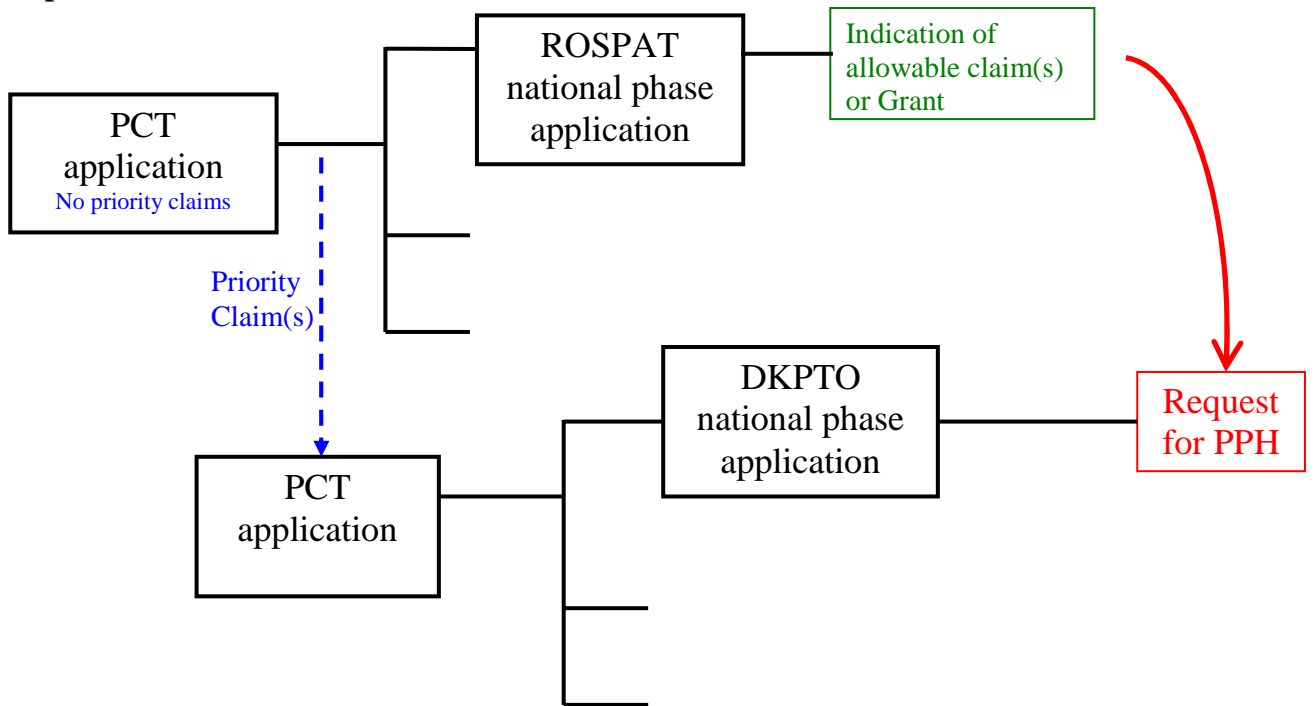 ROSPAT
national phase
application
Indication of
allowable claim(s)
or Grant
PCT
application
No priority claims
Priority
Claim(s)
DKPTO
national phase
application
Request
for PPH
PCT
application